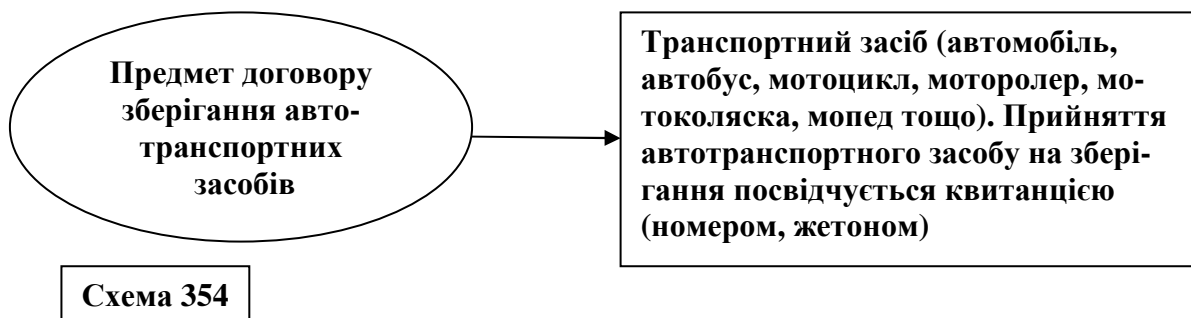 Предмет договору
зберігання авто-
транспортних
засобів
Транспортний засіб (автомобіль,
автобус, мотоцикл, моторолер, мо-
токоляска, мопед тощо). Прийняття
автотранспортного засобу на збері-
гання посвідчується квитанцією
(номером, жетоном)
Схема 354